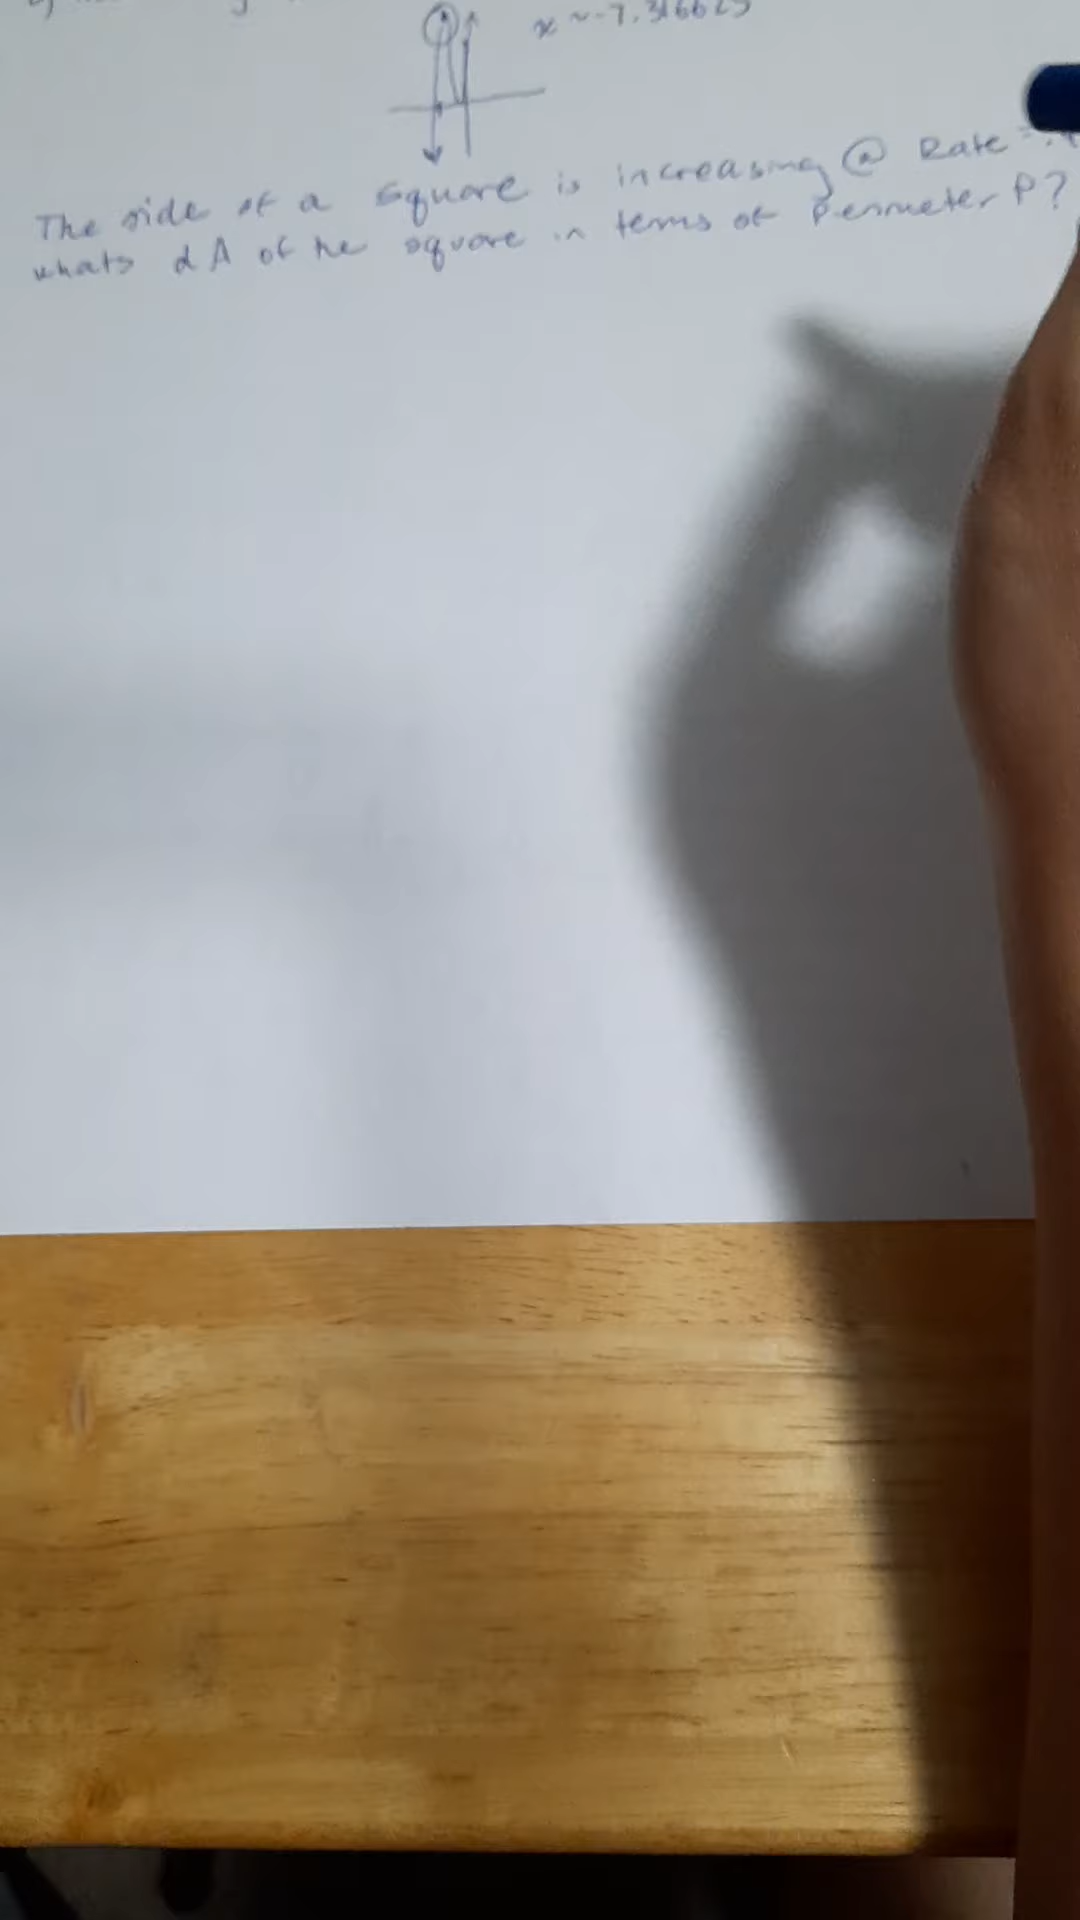 x ~ -7.316625
The side of a square is increasing @ Rate = .
whats dA of the square in terms of Perimeter P?